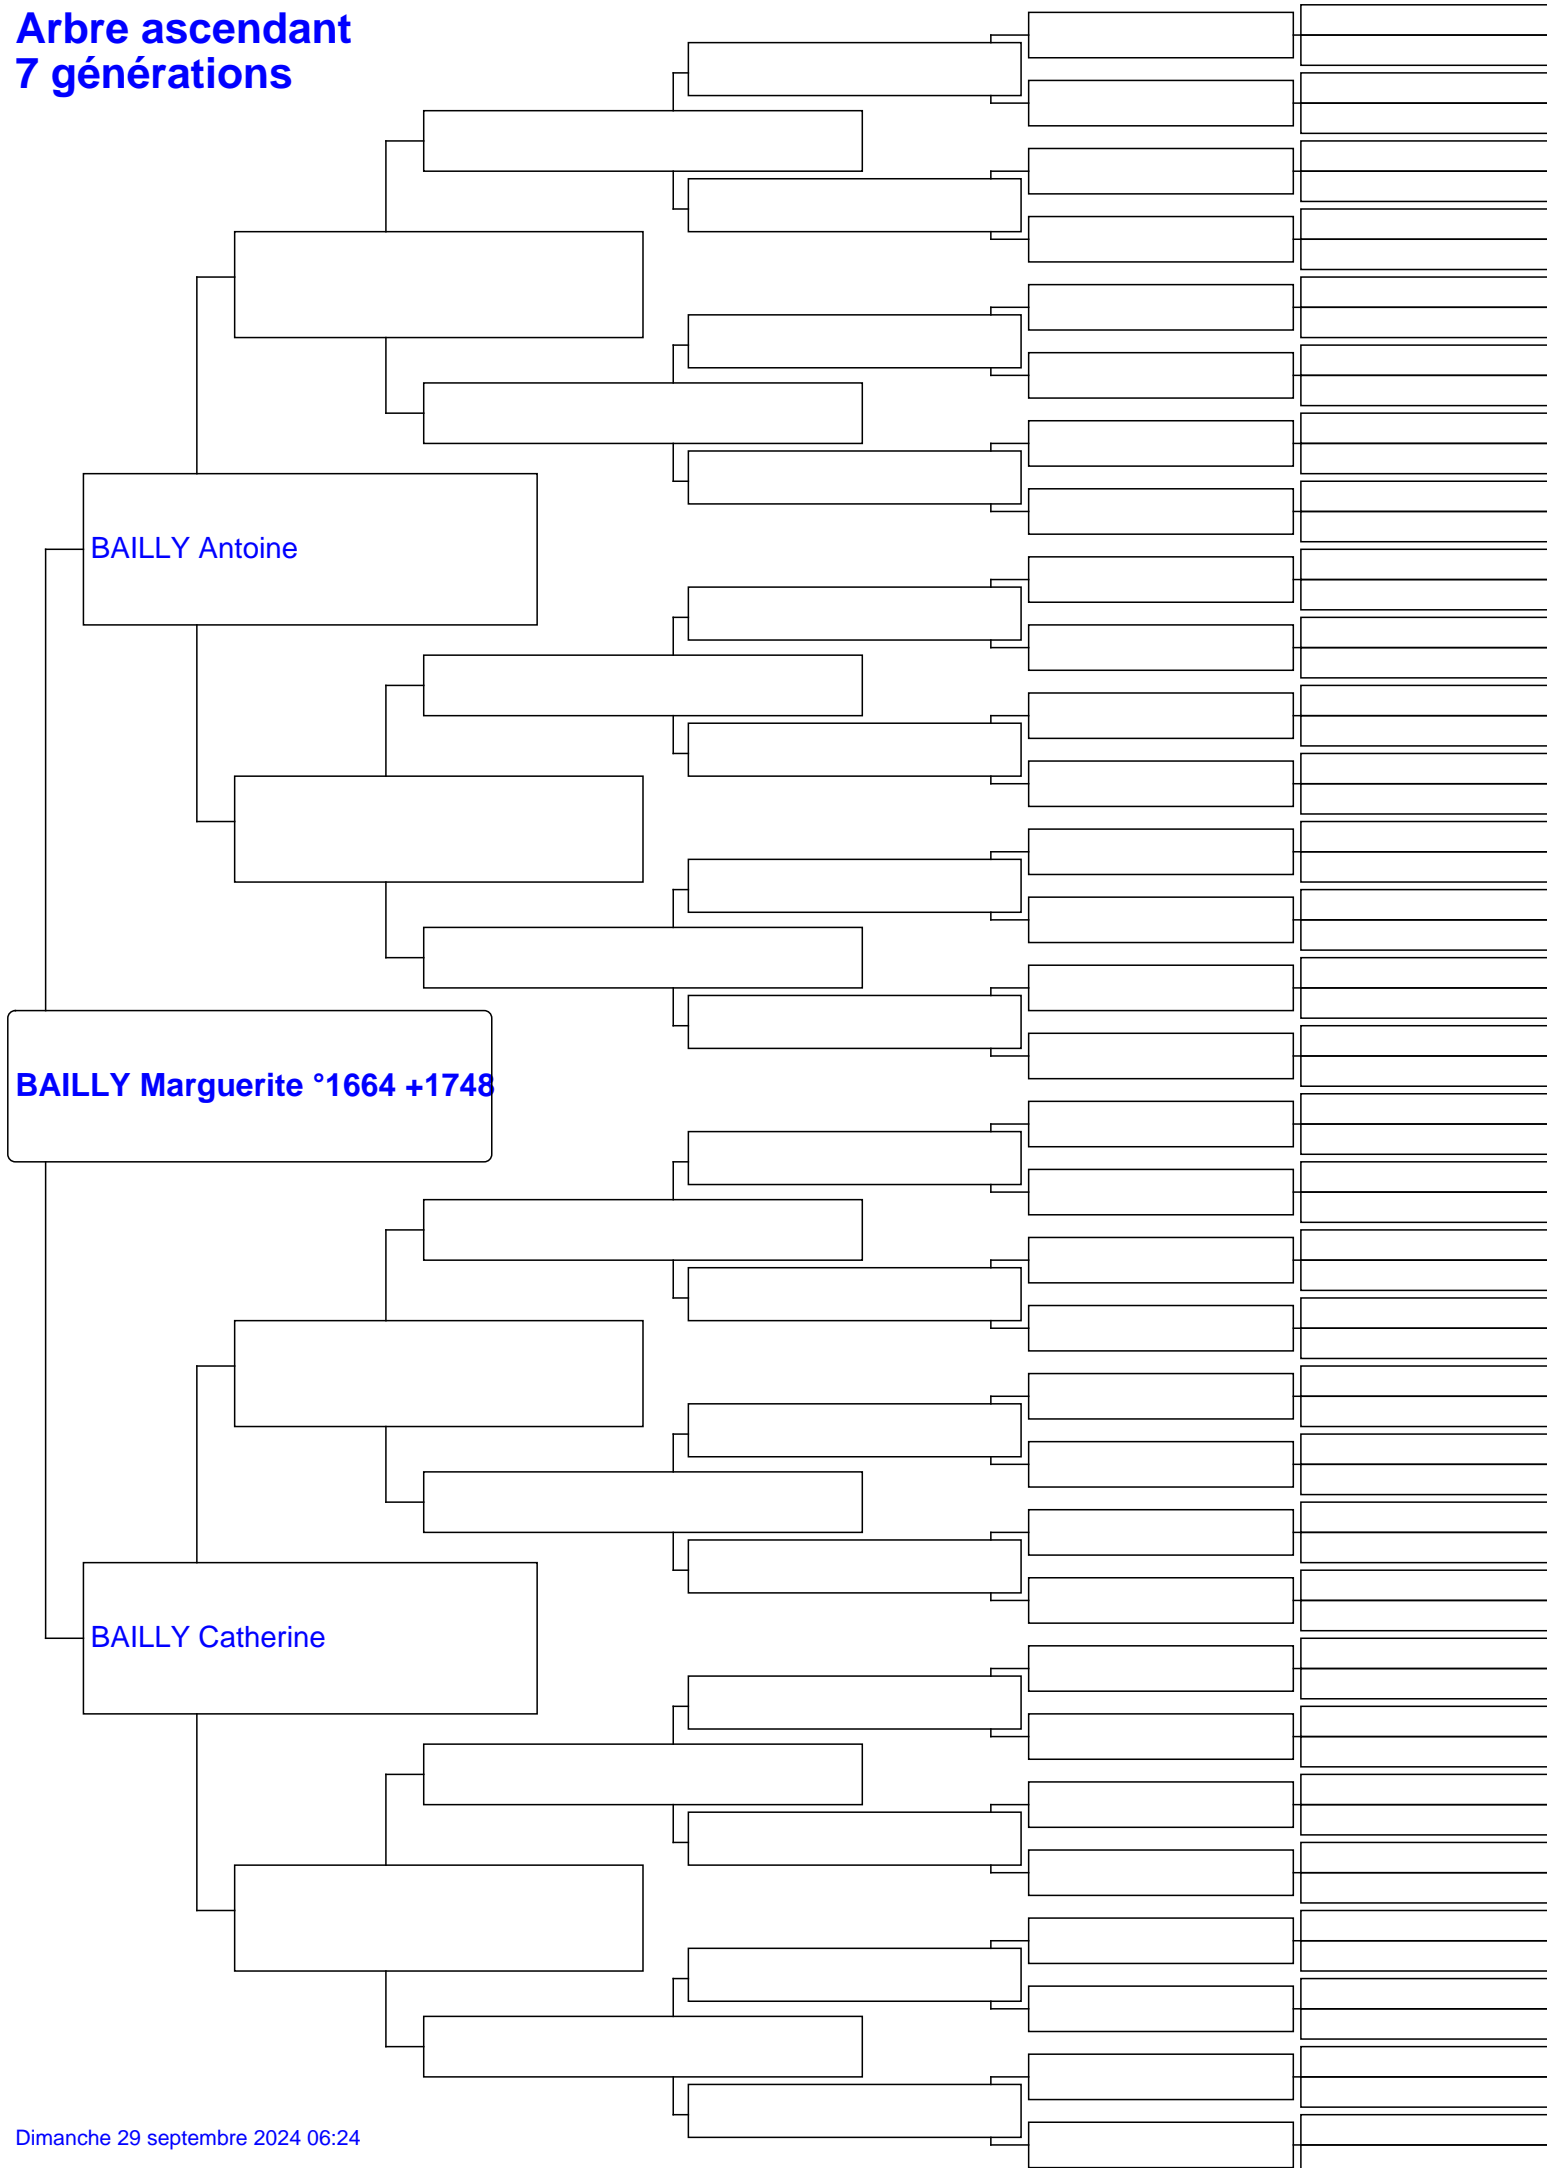 Arbre ascendant
7 générations
BAILLY Antoine
BAILLY Marguerite °1664 +1748
BAILLY Catherine
Dimanche 29 septembre 2024 06:24